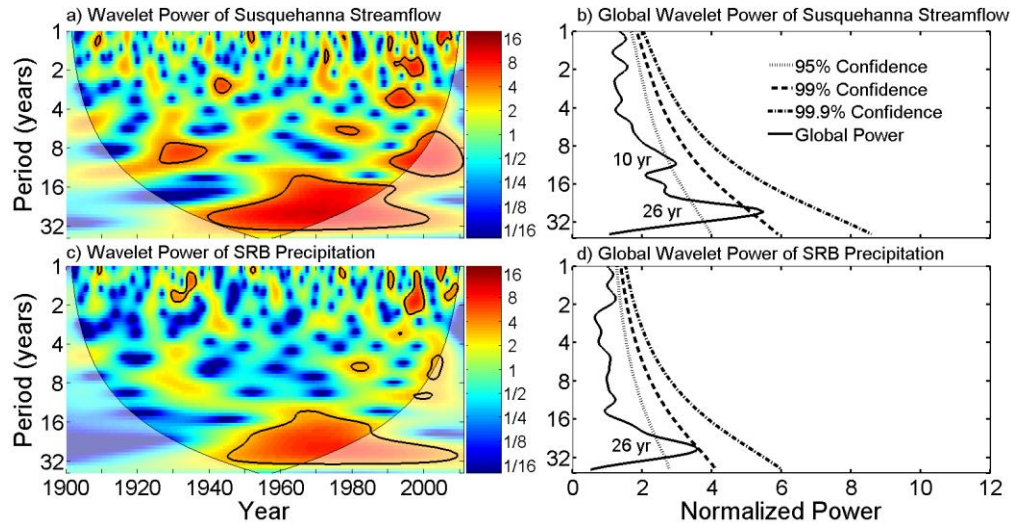 a) Wavelet Power of Susquehanna Streamflow
Period (years)
1
2
4
8
16
32
16
8
4
2
1
1/2
1/4
1/8
1/16
b) Global Wavelet Power of Susquehanna Streamflow
1
2
4
8
16
32
95% Confidence
99% Confidence
99.9% Confidence
Global Power
10 yr
26 yr
c) Wavelet Power of SRB Precipitation
Period (years)
1
2
4
8
16
32
1900 1920 1940 1960 1980 2000
Year
16
8
4
2
1
1/2
1/4
1/8
1/16
d) Global Wavelet Power of SRB Precipitation
1
2
4
8
16
32
26 yr
0 2 4 6 8 10 12
Normalized Power